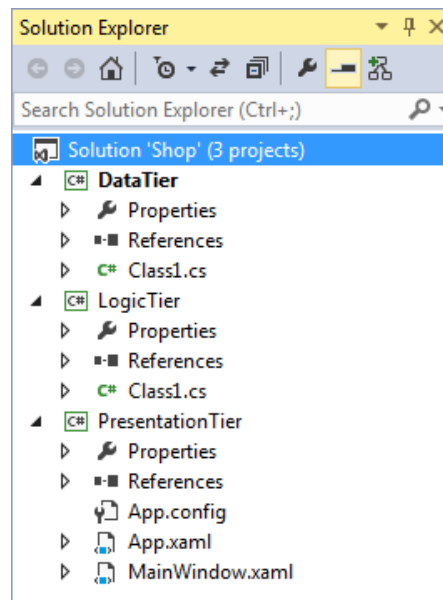 Solution Explorer
Search Solution Explorer (Ctrl+;)
Solution 'Shop' (3 projects)
C# DataTier
Properties
References
C# Class1.cs
C# LogicTier
Properties
References
C# Class1.cs
C# PresentationTier
Properties
References
App.config
App.xaml
MainWindow.xaml